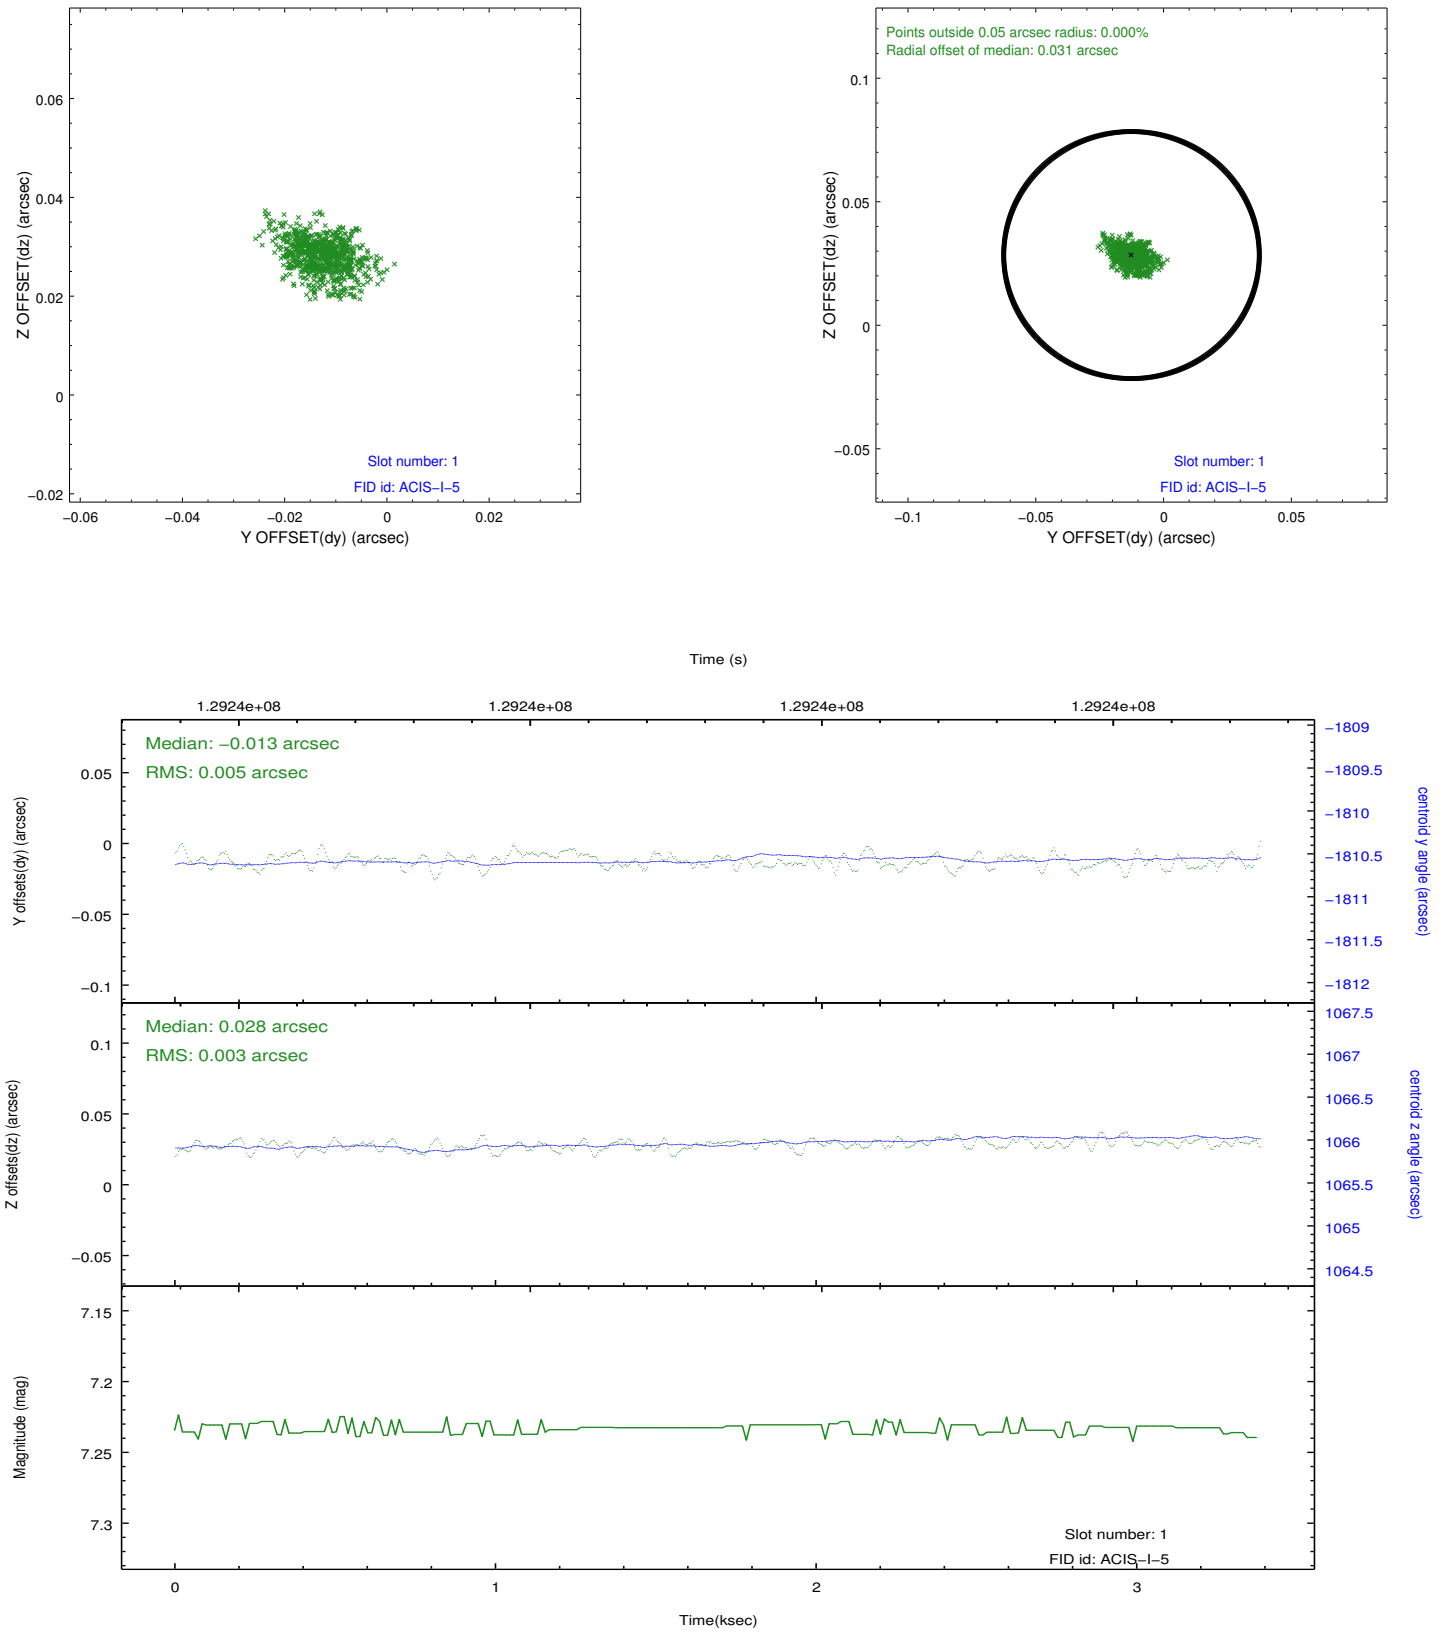 0.06
0.04
0.02
0
−0.02
Z OFFSET(dz) (arcsec)
Slot number: 1
FID id: ACIS−I−5
−0.06 −0.04 −0.02 0 0.02
Y OFFSET(dy) (arcsec)
Points outside 0.05 arcsec radius: 0.000%
Radial offset of median: 0.031 arcsec
0.1
0.05
0
−0.05
Z OFFSET(dz) (arcsec)
Slot number: 1
FID id: ACIS−I−5
−0.1 −0.05 0 0.05
Y OFFSET(dy) (arcsec)
Time (s)
1.2924e+08 1.2924e+08 1.2924e+08 1.2924e+08
Median: −0.013 arcsec
RMS: 0.005 arcsec
0.05
0
−0.05
−0.1
Y offsets(dy) (arcsec)
−1809
−1809.5
−1810
−1810.5
−1811
−1811.5
−1812
centroid y angle (arcsec)
Median: 0.028 arcsec
RMS: 0.003 arcsec
0.1
0.05
0
−0.05
Z offsets(dz) (arcsec)
1067.5
1067
1066.5
1066
1065.5
1065
1064.5
centroid z angle (arcsec)
7.15
7.2
7.25
7.3
Magnitude (mag)
Slot number: 1
FID id: ACIS−I−5
0 1 2 3
Time(ksec)